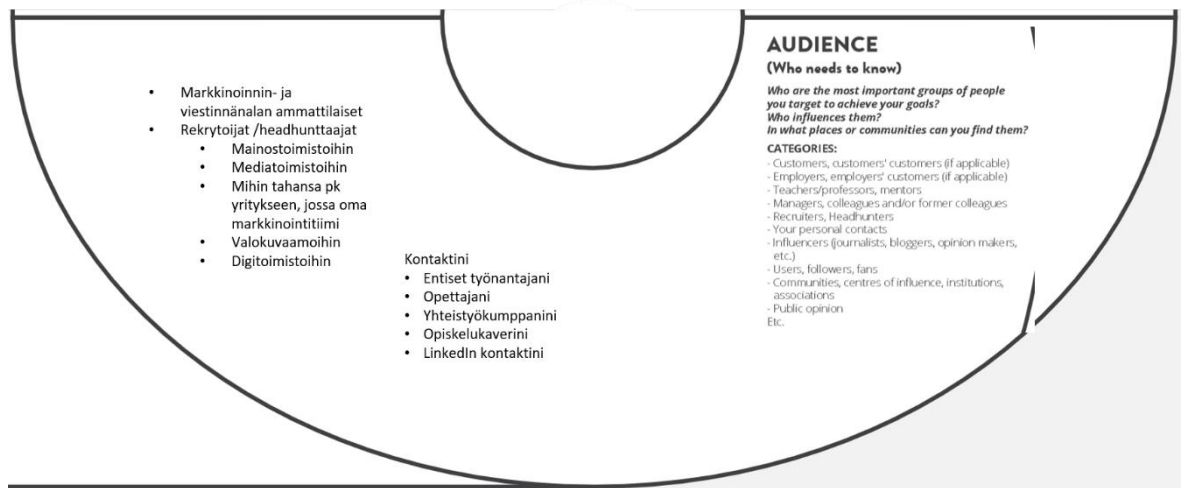 • Markkinoinnin- ja
viestinnänalan ammattilaiset
• Rekrytoijat /headhunttaajat
• Mainostoimistoihin
• Mediatoimistoihin
• Mihin tahansa pk
yritykseen, jossa oma
markkinointitiimi
• Valokuvaamoihin
• Digitoimistoihin
Kontaktini
• Entiset työnantajani
• Opettajani
• Yhteistyökumppanini
• Opiskelukaverini
• LinkedIn kontaktini
AUDIENCE
(Who needs to know)
Who are the most important groups of people
you target to achieve your goals?
Who influences them?
In what places or communities can you find them?
CATEGORIES:
- Customers, customers' customers (if applicable)
- Employers, employers' customers (if applicable)
- Teachers/professors, mentors
- Managers, colleagues and/or former colleagues
- Recruiters, Headhunters
- Your personal contacts
- Influencers (journalists, bloggers, opinion makers,
etc.)
- Users, followers, fans
- Communities, centres of influence, institutions,
associations
- Public opinion
Etc.